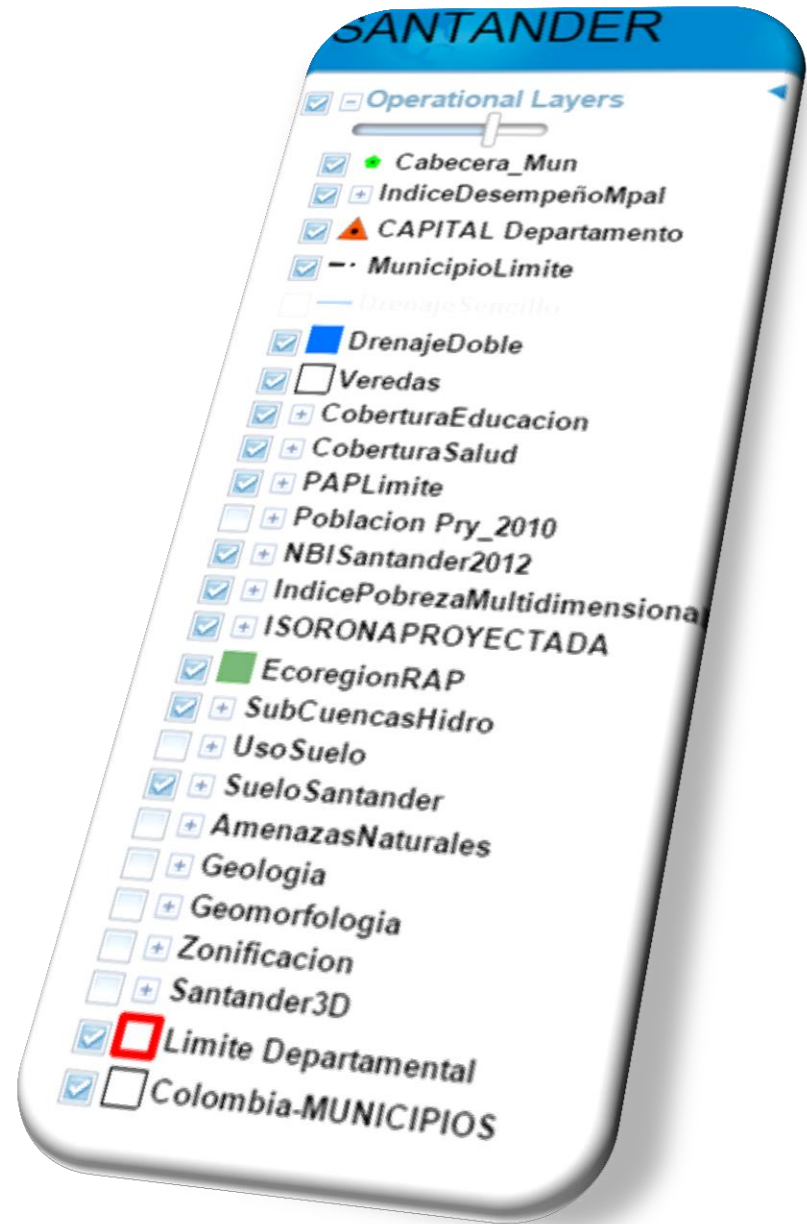 SANTANDER
Operational Layers
Cabecera_Mun
IndiceDesempeñoMpal
CAPITAL Departamento
MunicipioLimite
DrenajeSencillo
DrenajeDoble
Veredas
CoberturaEducacion
CoberturaSalud
PAPLimite
Poblacion Pry_2010
NBISantander2012
IndicePobrezaMultidimensiona
ISORONAPROYECTADA
EcoregionRAP
SubCuencasHidro
UsoSuelo
SueloSantander
AmenazasNaturales
Geologia
Geomorfologia
Zonificacion
Santander3D
Limite Departamental
Colombia-MUNICIPIOS